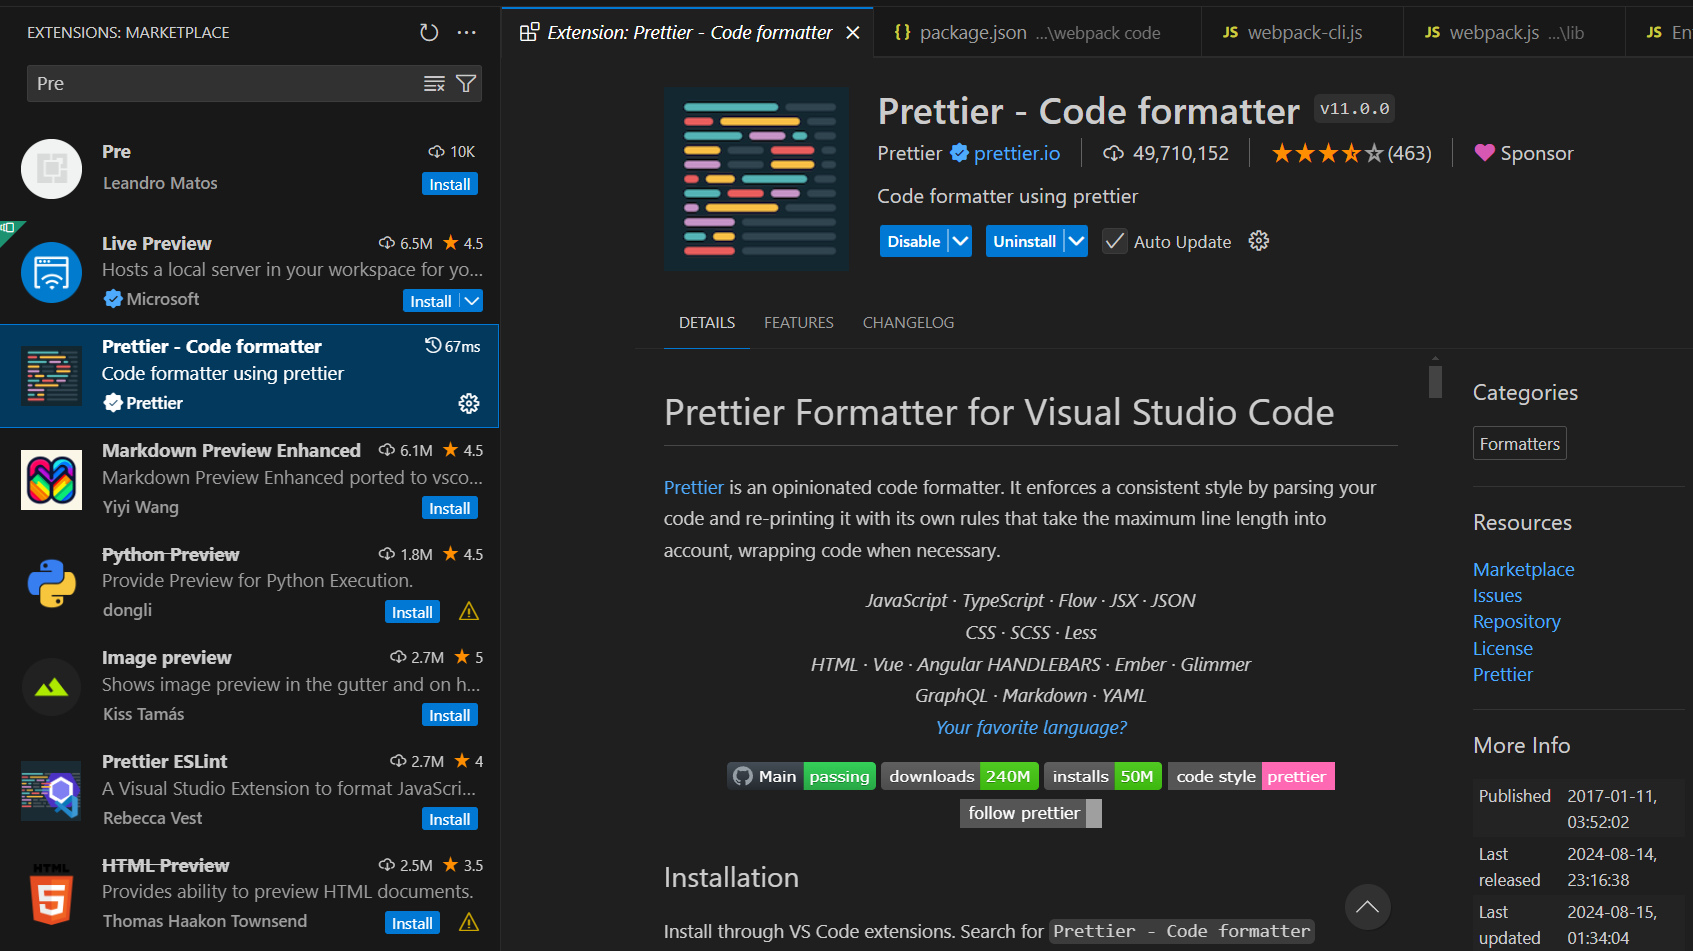 EXTENSIONS: MARKETPLACE
Pre
Pre 10K
Leandro Matos Install
Live Preview 6.5M 4.5
Hosts a local server in your workspace for yo...
Microsoft Install
Prettier - Code formatter 67ms
Code formatter using prettier
Prettier
Markdown Preview Enhanced 6.1M 4.5
Markdown Preview Enhanced ported to vsco...
Yiyi Wang Install
Python Preview 1.8M 4.5
Provide Preview for Python Execution.
dongli Install
Image preview 2.7M 5
Shows image preview in the gutter and on h...
Kiss Tamás Install
Prettier ESLint 2.7M 4
A Visual Studio Extension to format JavaScri...
Rebecca Vest Install
HTML Preview 2.5M 3.5
Provides ability to preview HTML documents.
Thomas Haakon Townsend Install
HTML
5
Extension: Prettier - Code formatter {} package.json ...\webpack code JS webpack-cli.js JS webpack.js ...\lib JS En
Prettier - Code formatter v11.0.0
Prettier prettier.io 49,710,152 (463) Sponsor
Code formatter using prettier
Disable Uninstall Auto Update
DETAILS FEATURES CHANGELOG
Prettier Formatter for Visual Studio Code
Prettier is an opinionated code formatter. It enforces a consistent style by parsing your
code and re-printing it with its own rules that take the maximum line length into
account, wrapping code when necessary.
JavaScript · TypeScript · Flow · JSX · JSON
CSS · SCSS · Less
HTML · Vue · Angular HANDLEBARS · Ember · Glimmer
GraphQL · Markdown · YAML
Your favorite language?
Main passing downloads 240M installs 50M code style prettier
follow prettier
Installation
Install through VS Code extensions. Search for Prettier - Code formatter
Categories
Formatters
Resources
Marketplace
Issues
Repository
License
Prettier
More Info
Published 2017-01-11,
03:52:02
Last 2024-08-14,
released 23:16:38
Last 2024-08-15,
updated 01:34:04